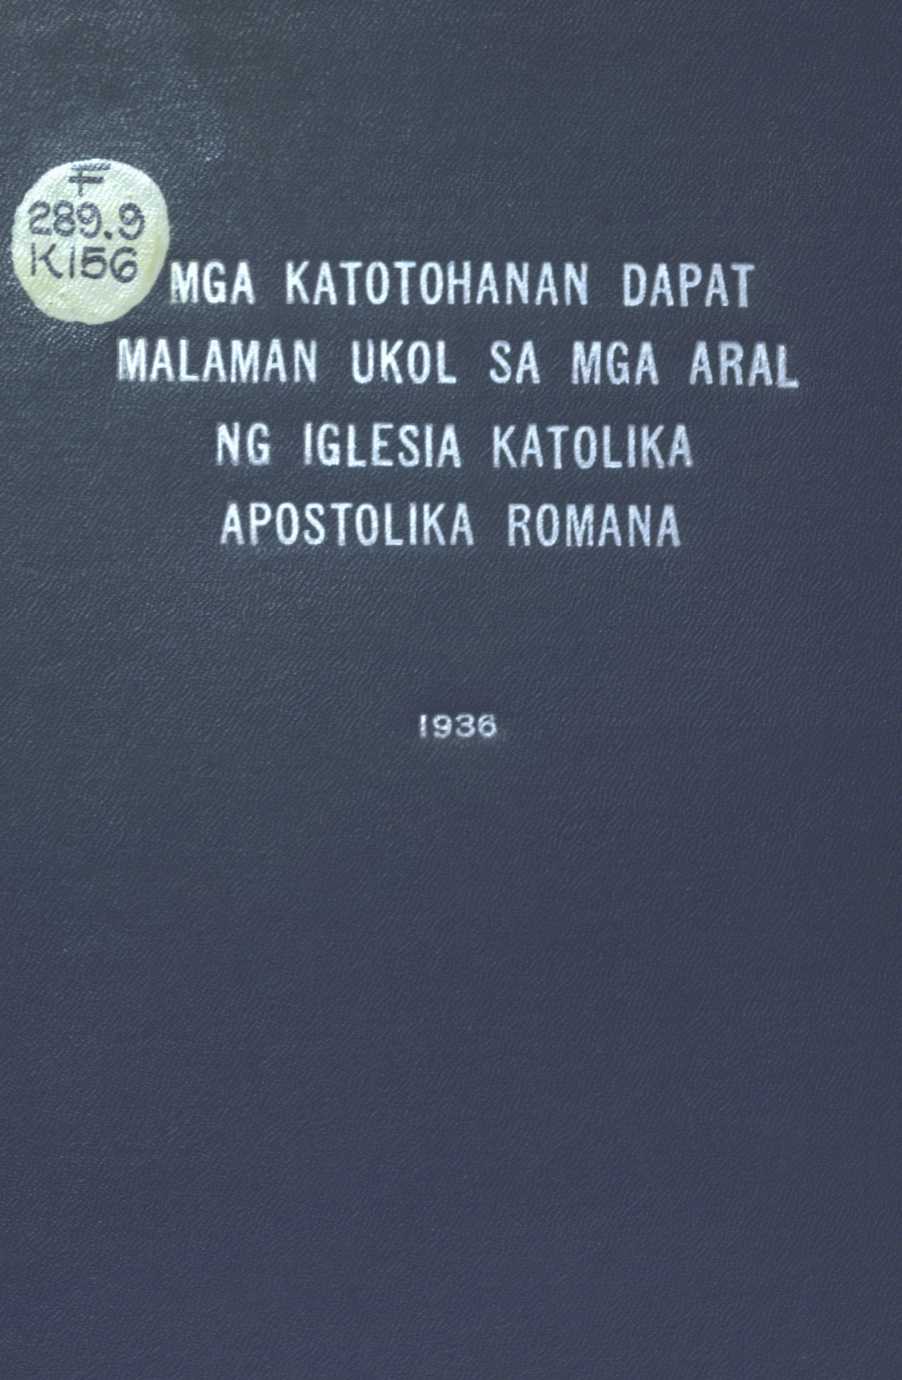 F
289.9
K156
MGA KATOTOHANAN DAPAT
MALAMAN UKOL SA MGA ARAL
NG IGLESIA KATOLIKA
APOSTOLIKA ROMANA
1936